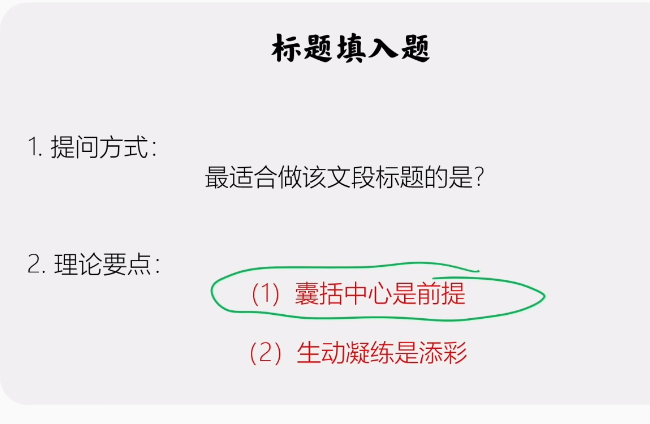 标题填入题
1. 提问方式：
最适合做该文段标题的是？
2. 理论要点：
（1）囊括中心是前提
（2）生动凝练是添彩